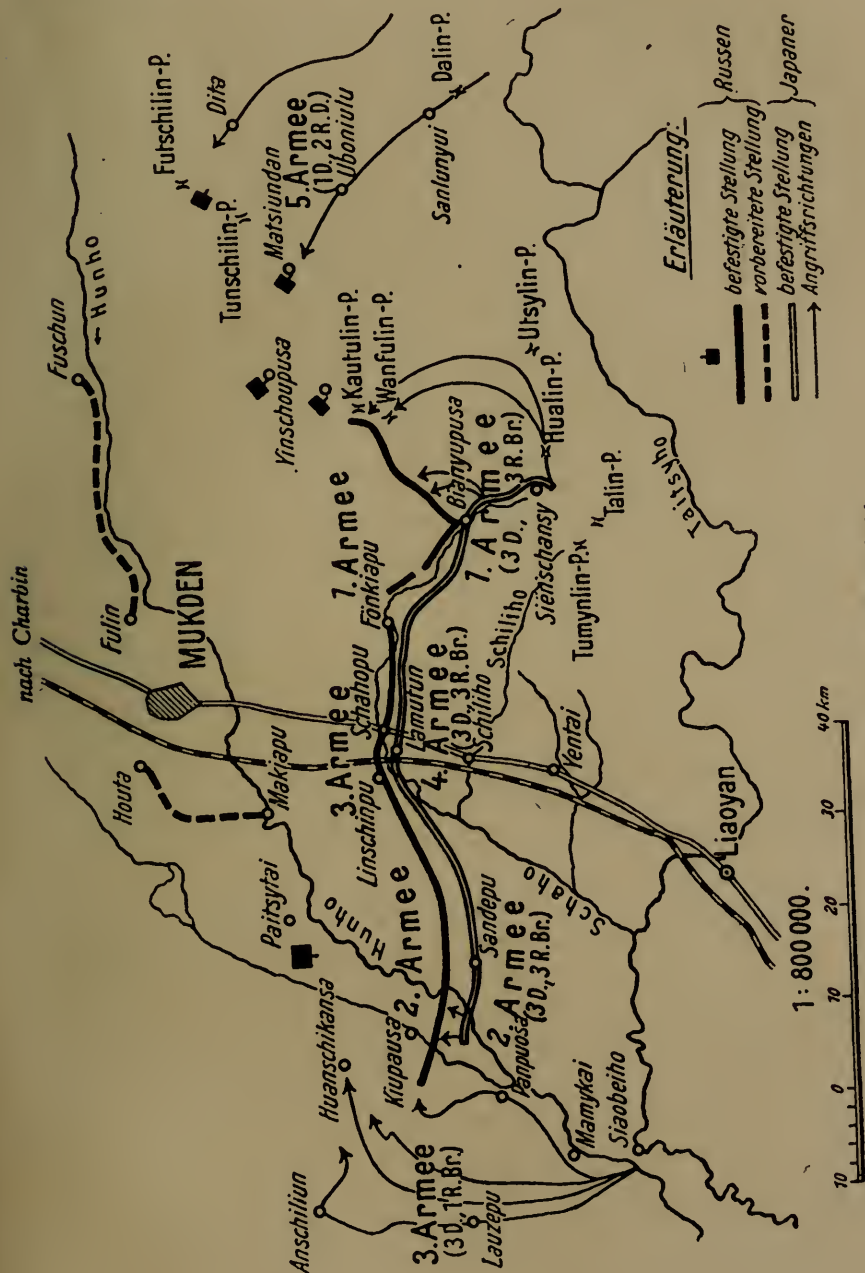 nach Charbin
Fuschun
← Hunho
Futschilin-P.
Dita
Tunschilin-P.
Matsiundan
5. Armee
(1D., 2 R.D.)
Uboniulu
Sanlunyui
Dalin-P.
Fulin
MUKDEN
Houta
Makiapu
Paitsytai
Hunho
Huanschikansa
Anschiliun
Kiupausa
2. Armee
3. Armee
Linschinpu
Schahopu
Lamutun
1. Armee
Fönkiapu
Yinschoupusa
Kautulin-P.
Wanfulin-P.
Bianyupusa
1. Armee
(3 D., 3 R. Br.)
Utsylin-P.
Hualin-P.
Siënschansy
Talin-P.
Tumynlin-P.
4. Armee
(3 D., 3 R. Br.)
Schiliho
Schiliho
Yentai
Sandepu
Schaho
2. Armee
(3 D., 3 R. Br.)
Vanpuosa
3. Armee
(3 D., 1 R. Br.)
Lauzepu
Mamykai
Siaobeiho
Liaoyan
Taitsyho
Erläuterung:
befestigte Stellung
vorbereitete Stellung
Russen
befestigte Stellung
Angriffsrichtungen
Japaner
1: 800 000.
10 0 10 20 30 40 km